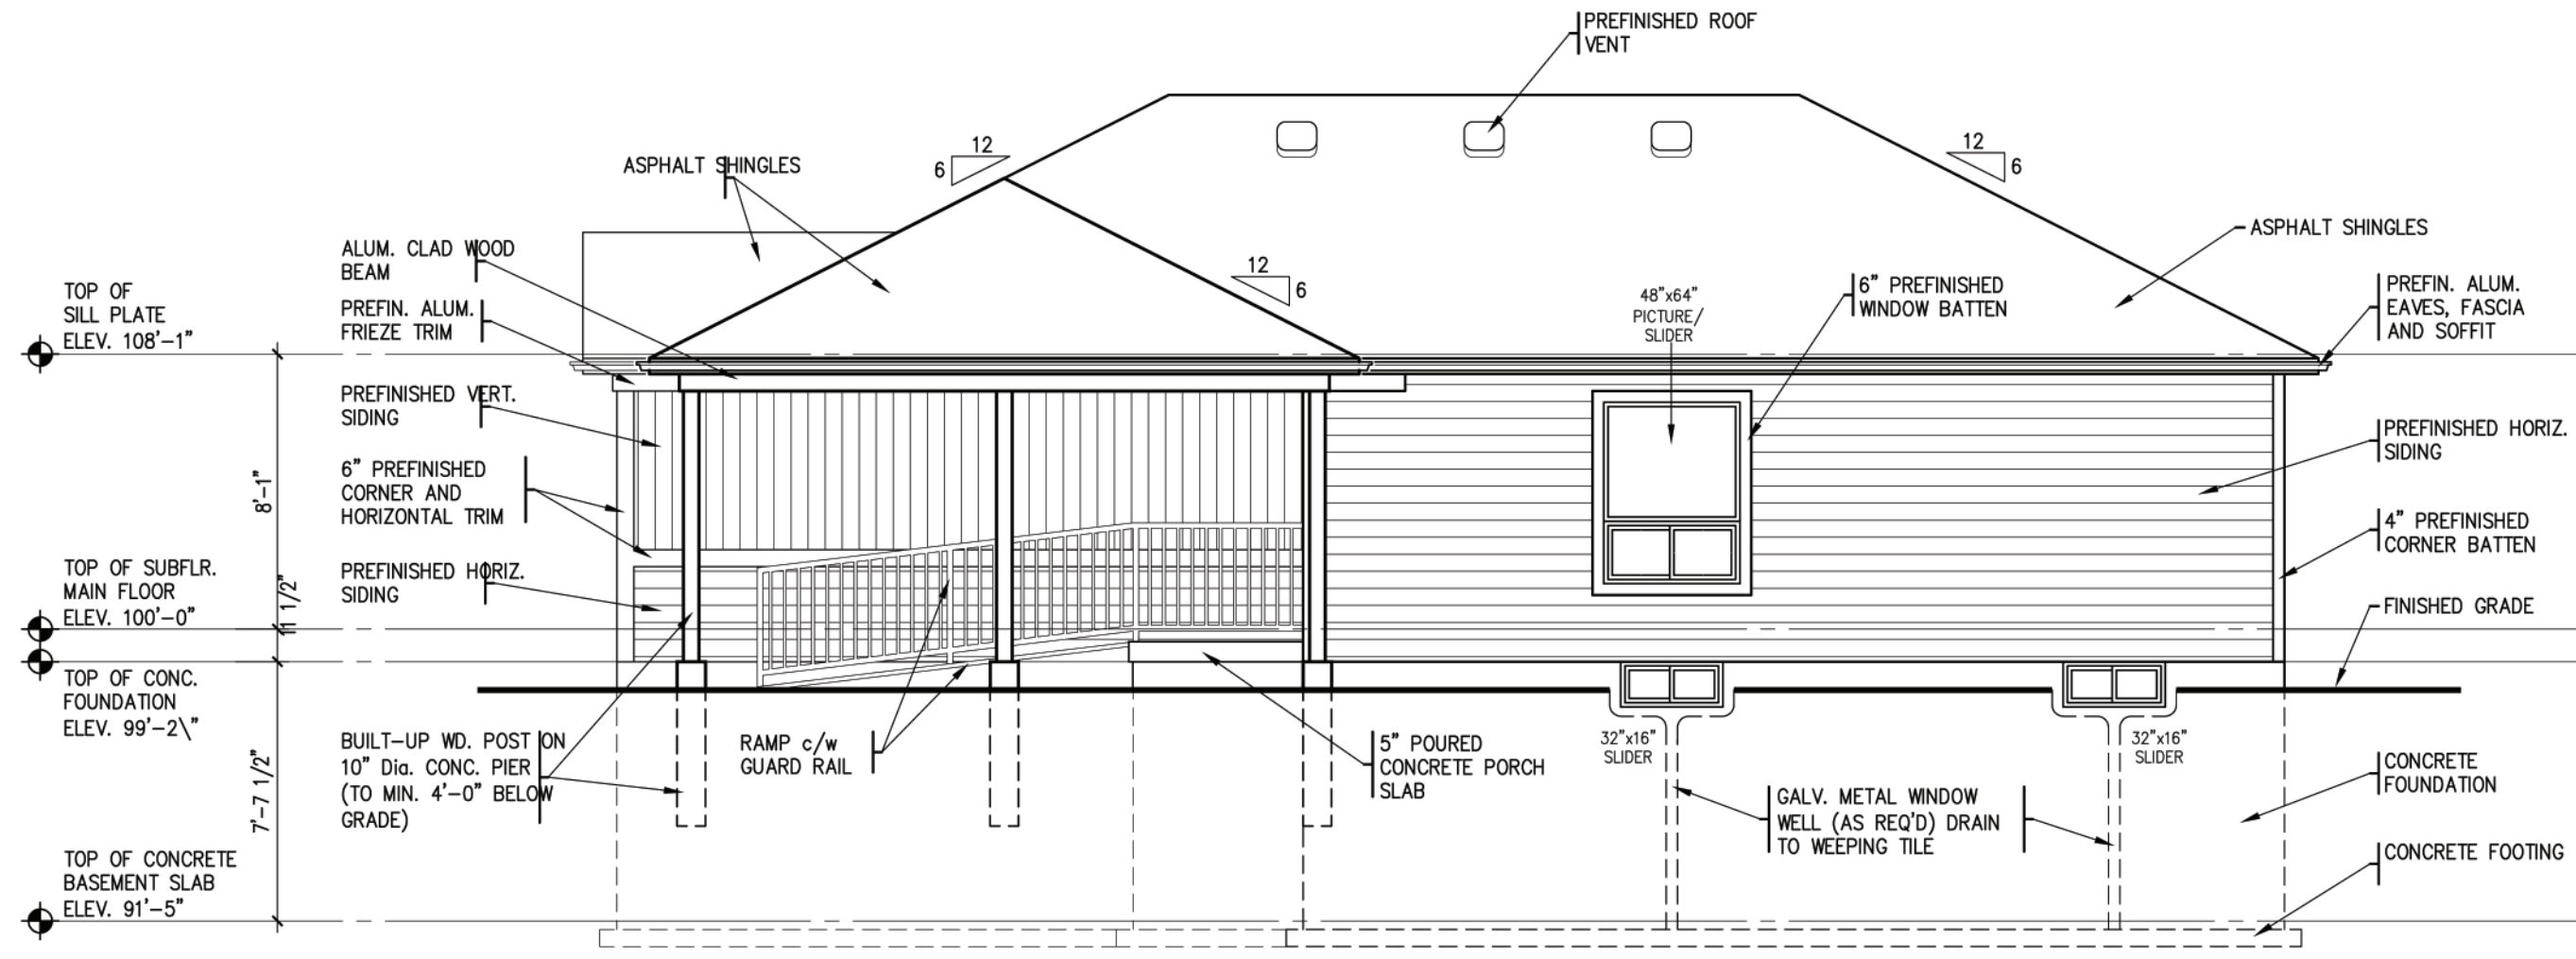 PREFINISHED ROOF
VENT
12
6
12
6
ASPHALT SHINGLES
ASPHALT SHINGLES
ALUM. CLAD WOOD
BEAM
12
6
48"x64"
PICTURE/
SLIDER
6" PREFINISHED
WINDOW BATTEN
PREFIN. ALUM.
EAVES, FASCIA
AND SOFFIT
TOP OF
SILL PLATE
ELEV. 108'-1"
PREFIN. ALUM.
FRIEZE TRIM
PREFINISHED VERT.
SIDING
PREFINISHED HORIZ.
SIDING
8'-1"
6" PREFINISHED
CORNER AND
HORIZONTAL TRIM
4" PREFINISHED
CORNER BATTEN
TOP OF SUBFLR.
MAIN FLOOR
ELEV. 100'-0"
11 1/2"
PREFINISHED HORIZ.
SIDING
FINISHED GRADE
TOP OF CONC.
FOUNDATION
ELEV. 99'-2\"
BUILT-UP WD. POST ON
10" Dia. CONC. PIER
(TO MIN. 4'-0" BELOW
GRADE)
RAMP c/w
GUARD RAIL
5" POURED
CONCRETE PORCH
SLAB
32"x16"
SLIDER
32"x16"
SLIDER
GALV. METAL WINDOW
WELL (AS REQ'D) DRAIN
TO WEEPING TILE
CONCRETE
FOUNDATION
7'-7 1/2"
TOP OF CONCRETE
BASEMENT SLAB
ELEV. 91'-5"
CONCRETE FOOTING